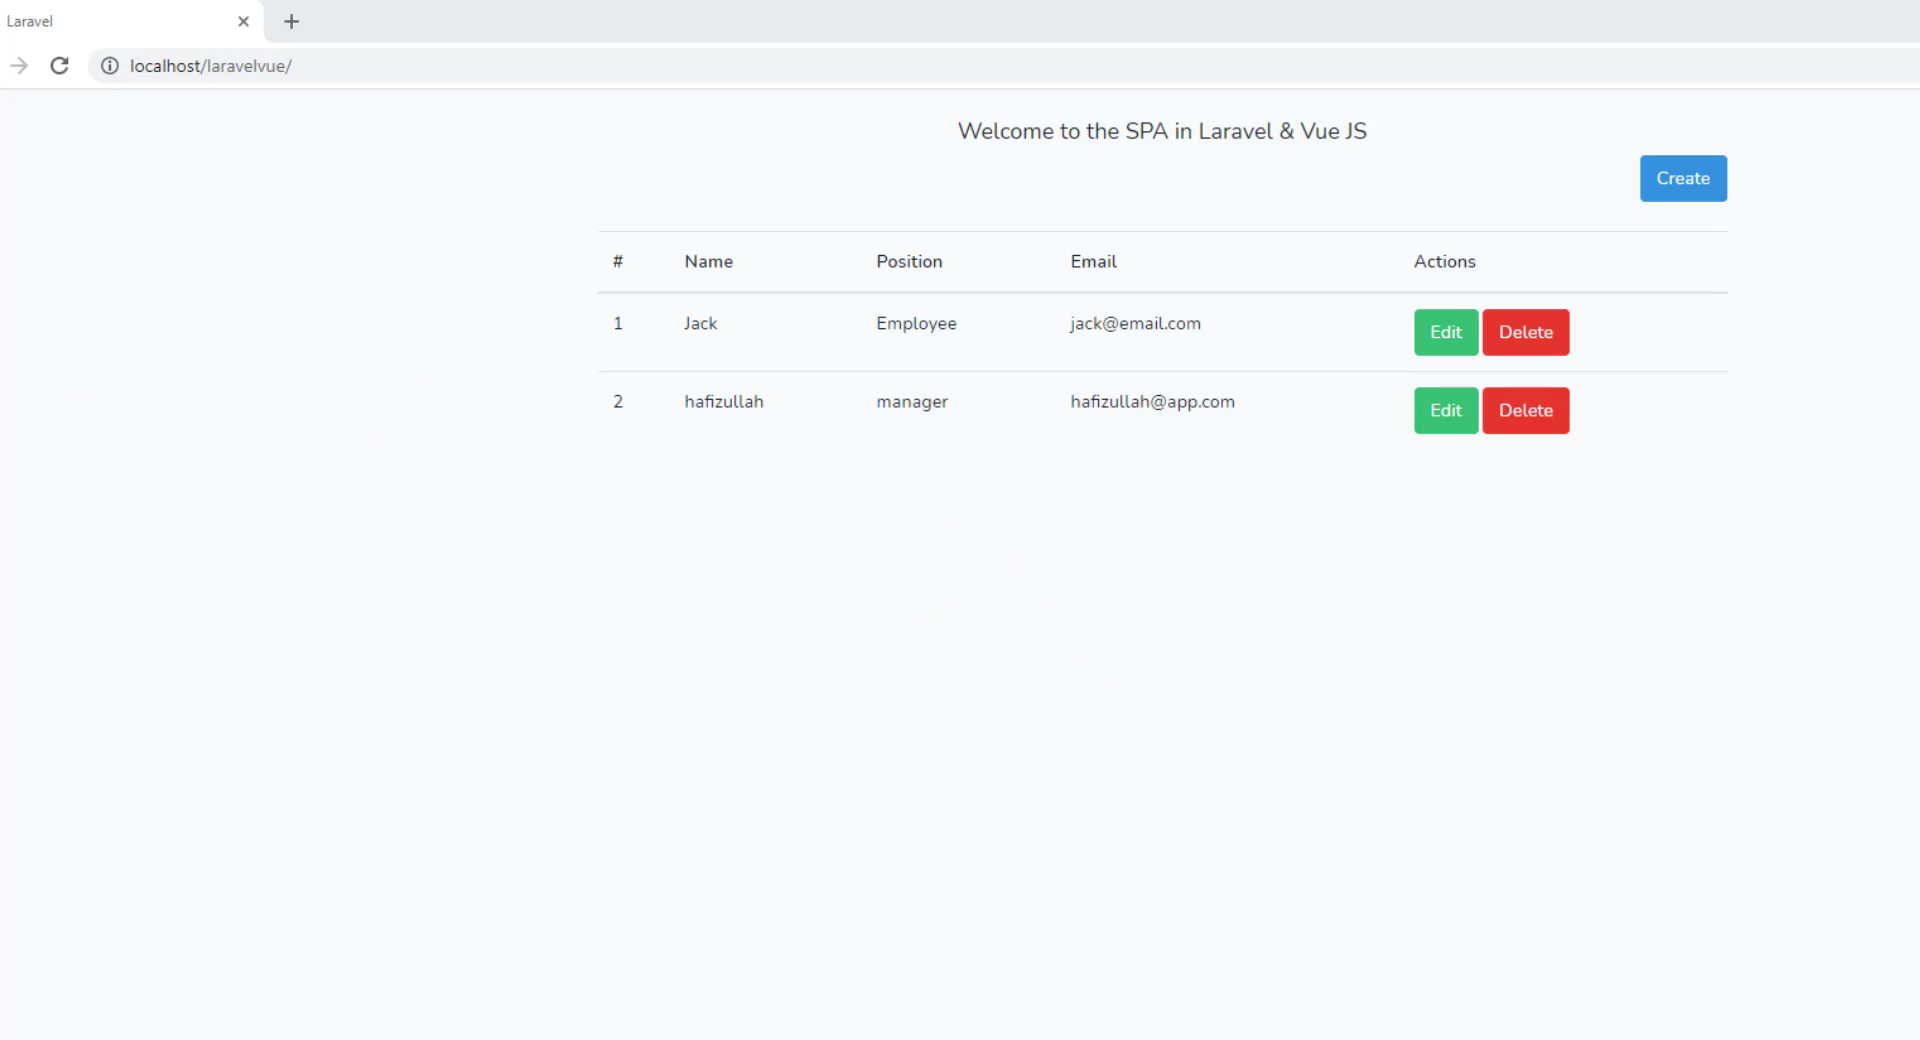 Laravel
localhost/laravelvue/
Welcome to the SPA in Laravel & Vue JS
Create
# Name Position Email Actions
1 Jack Employee jack@email.com Edit Delete
2 hafizullah manager hafizullah@app.com Edit Delete